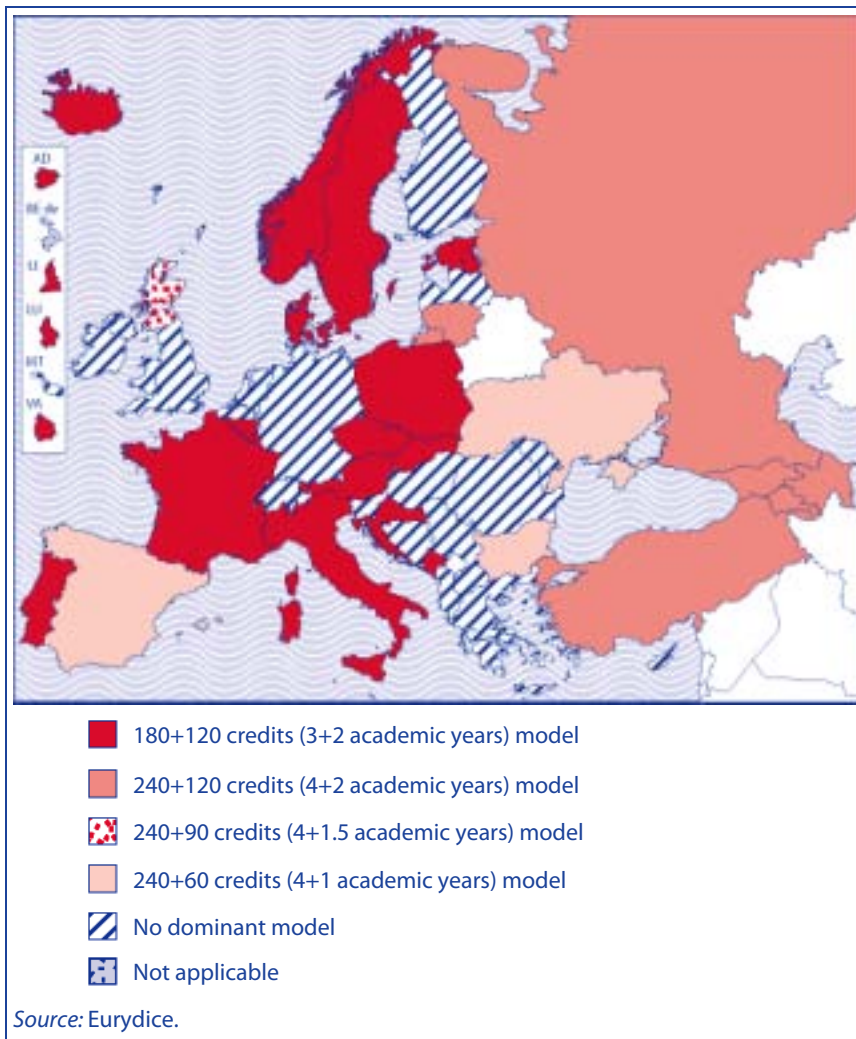 AD
BE de
LI
LU
MT
VA
180+120 credits (3+2 academic years) model
240+120 credits (4+2 academic years) model
240+90 credits (4+1.5 academic years) model
240+60 credits (4+1 academic years) model
No dominant model
Not applicable
Source: Eurydice.